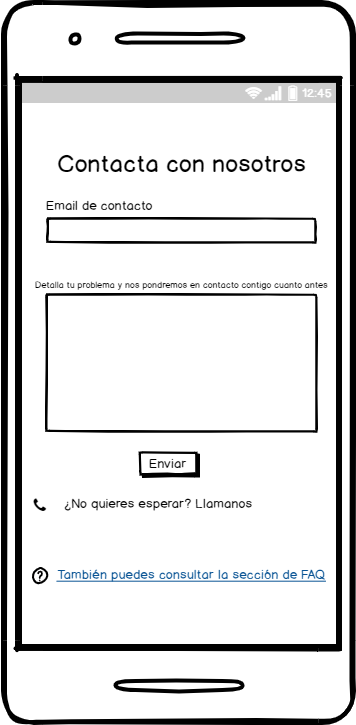 12:45
Contacta con nosotros
Email de contacto
Detalla tu problema y nos pondremos en contacto contigo cuanto antes
Enviar
¿No quieres esperar? Llamanos
También puedes consultar la sección de FAQ